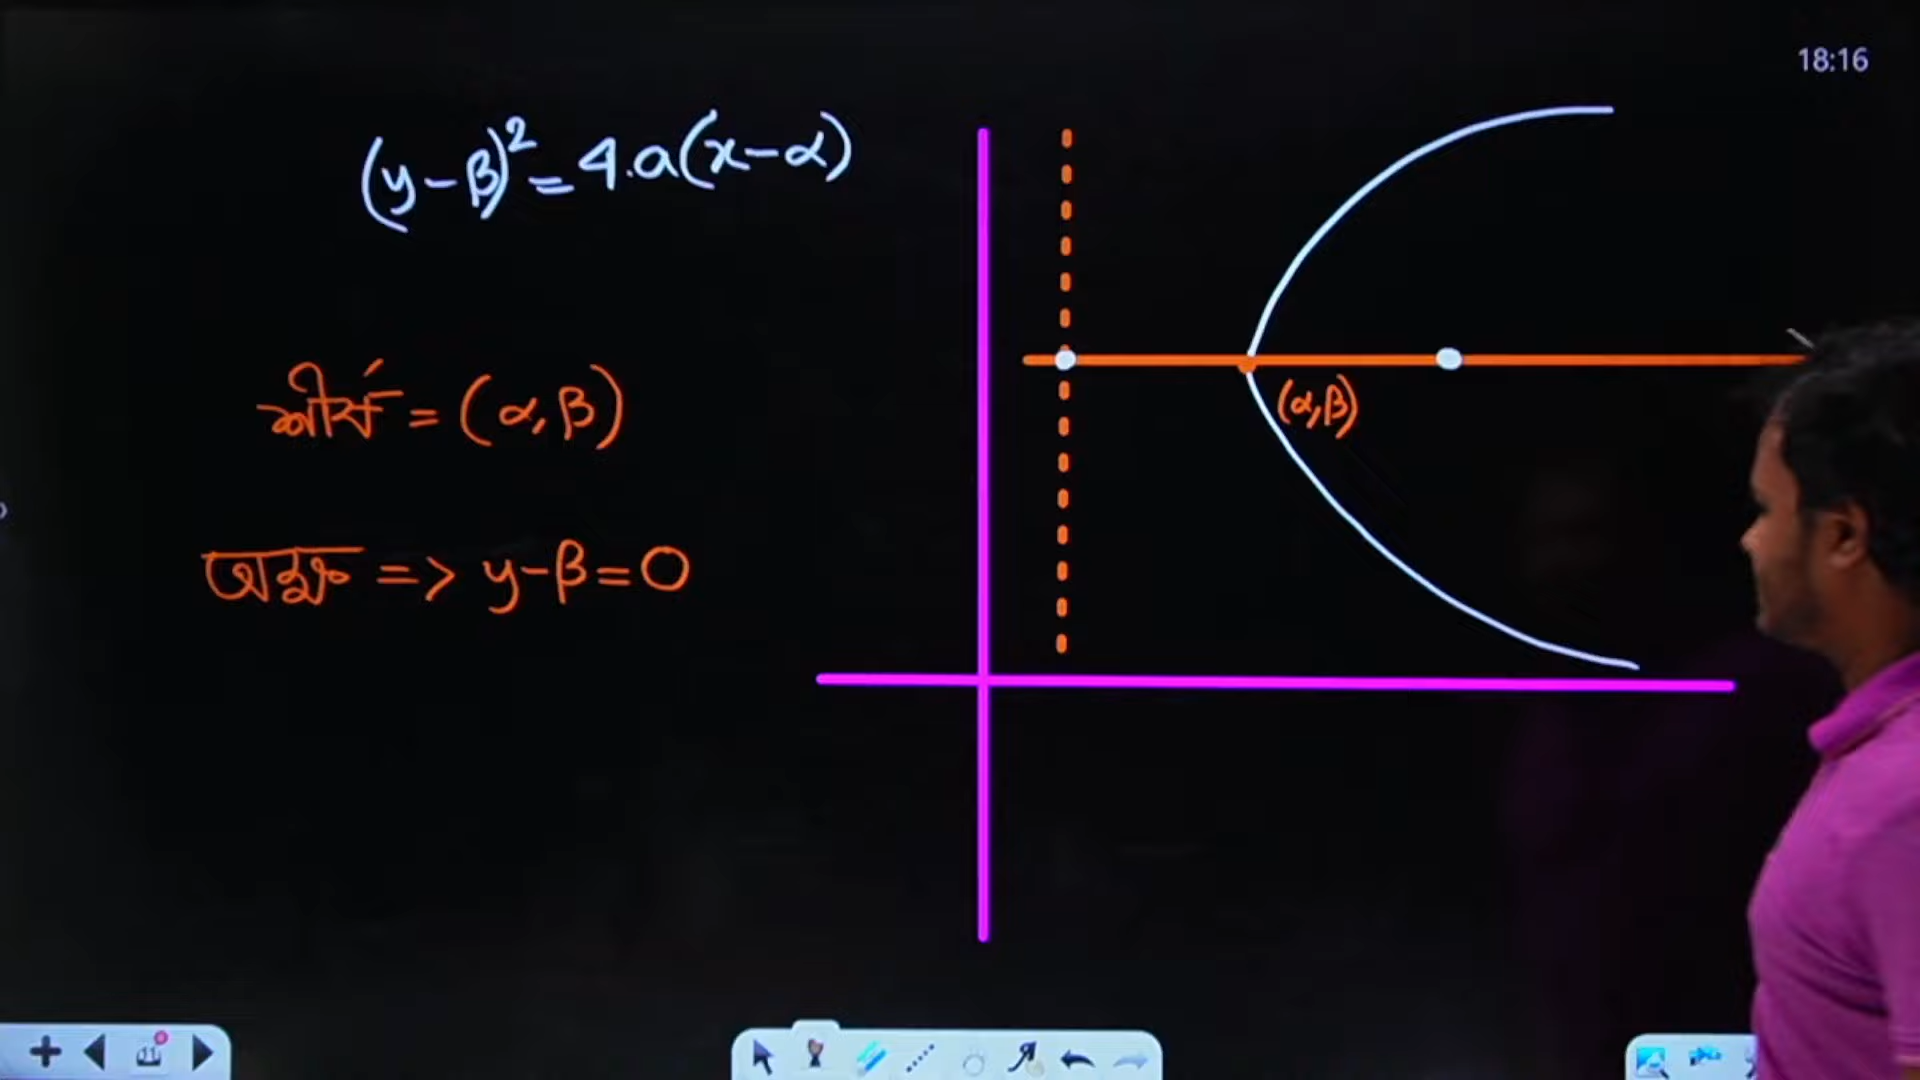 18:16
(y-β)² = 4.a(x-α)
শীর্ষ = (α, β)
(α,β)
অক্ষ => y-β=0